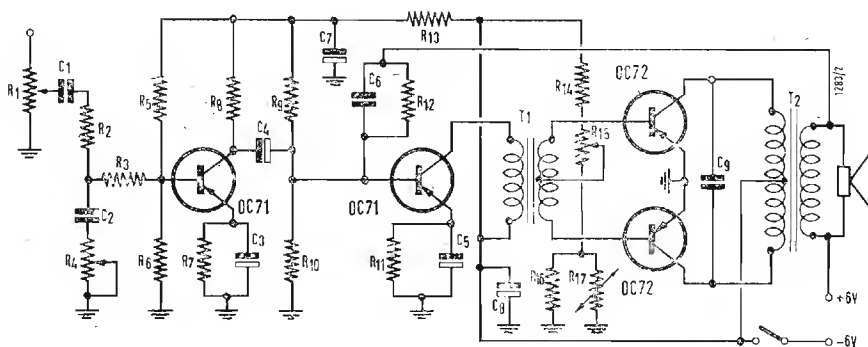 R1
C1
R2
R3
C2
R4
R5
R6
R8
R7
C4
OC71
C3
R9
R10
C7
R13
C6
R12
OC71
R11
C5
T1
C8
R14
R15
R16
R17
OC72
OC72
C9
T2
1283/2
+6V
-6V